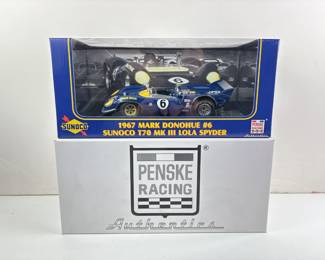 6
SUNOCO
1967 MARK DONOHUE #6
SUNOCO T70 MK III LOLA SPYDER
PENSKE
RACING
®
Authentics